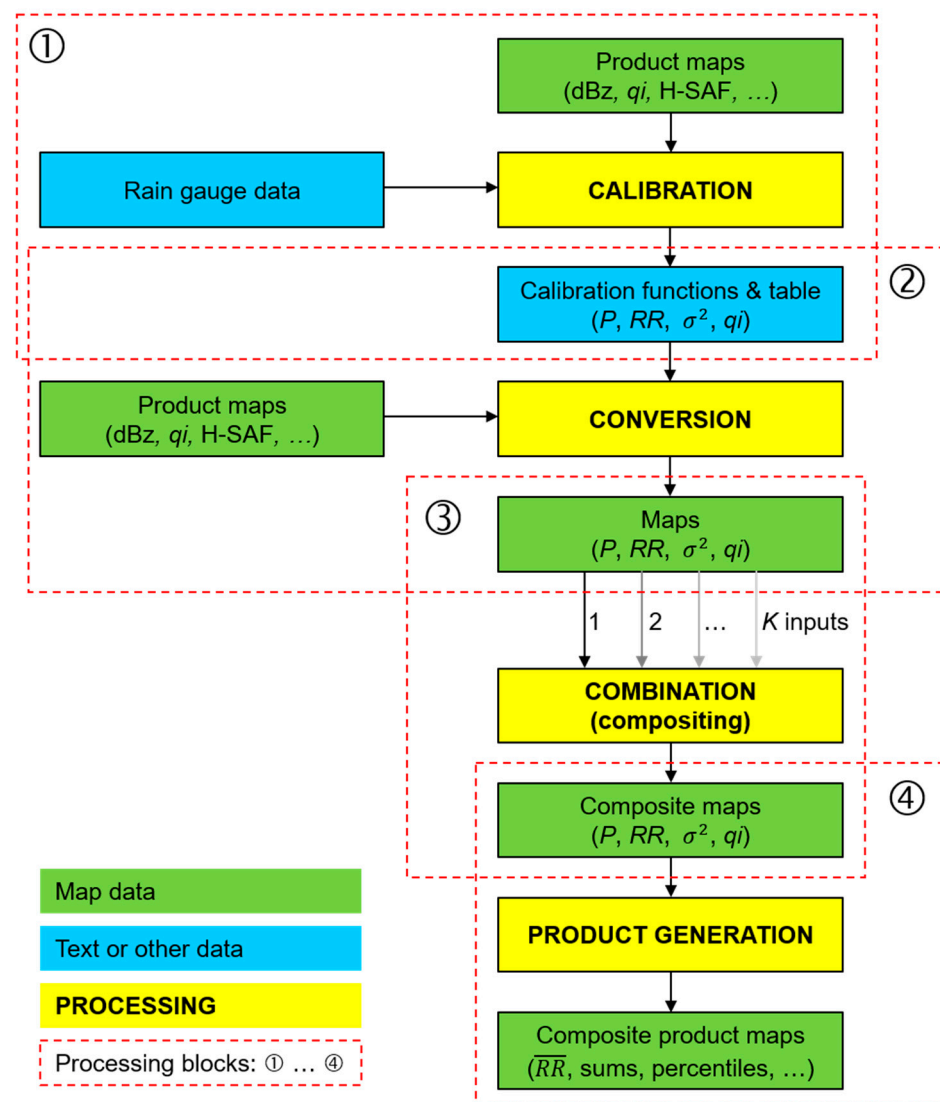 ①
Product maps
(dBz, qi, H-SAF, …)
Rain gauge data
CALIBRATION
②
Calibration functions & table
(P, RR, σ², qi)
Product maps
(dBz, qi, H-SAF, …)
CONVERSION
③
Maps
(P, RR, σ², qi)
1 2 … K inputs
COMBINATION
(compositing)
④
Composite maps
(P, RR, σ², qi)
Map data
Text or other data
PROCESSING
Processing blocks: ① … ④
PRODUCT GENERATION
Composite product maps
(R̅R̅, sums, percentiles, …)